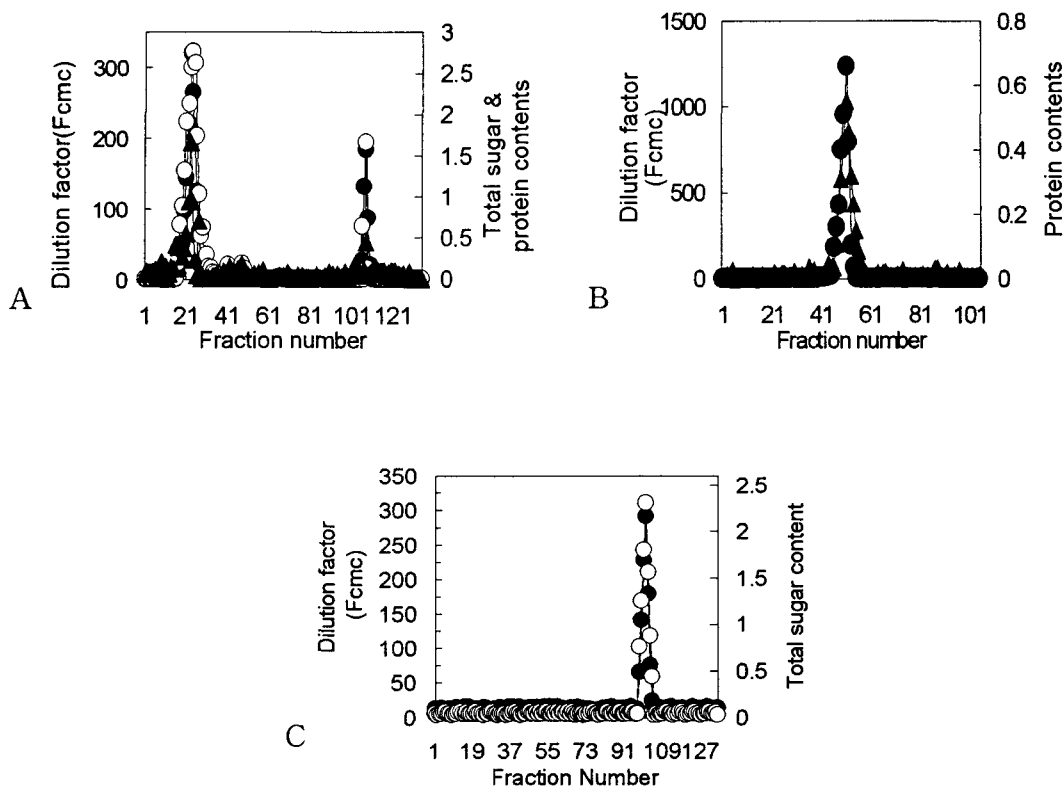 Dilution factor(Fcmc)
300
200
100
0
3
2.5
2
1.5
1
0.5
0
Total sugar &
protein contents
1 21 41 61 81 101 121
Fraction number
A
Dilution factor
(Fcmc)
1500
1000
500
0
0.8
0.6
0.4
0.2
0
Protein contents
1 21 41 61 81 101
Fraction number
B
Dilution factor
(Fcmc)
350
300
250
200
150
100
50
0
2.5
2
1.5
1
0.5
0
Total sugar content
1 19 37 55 73 91 109 127
Fraction Number
C